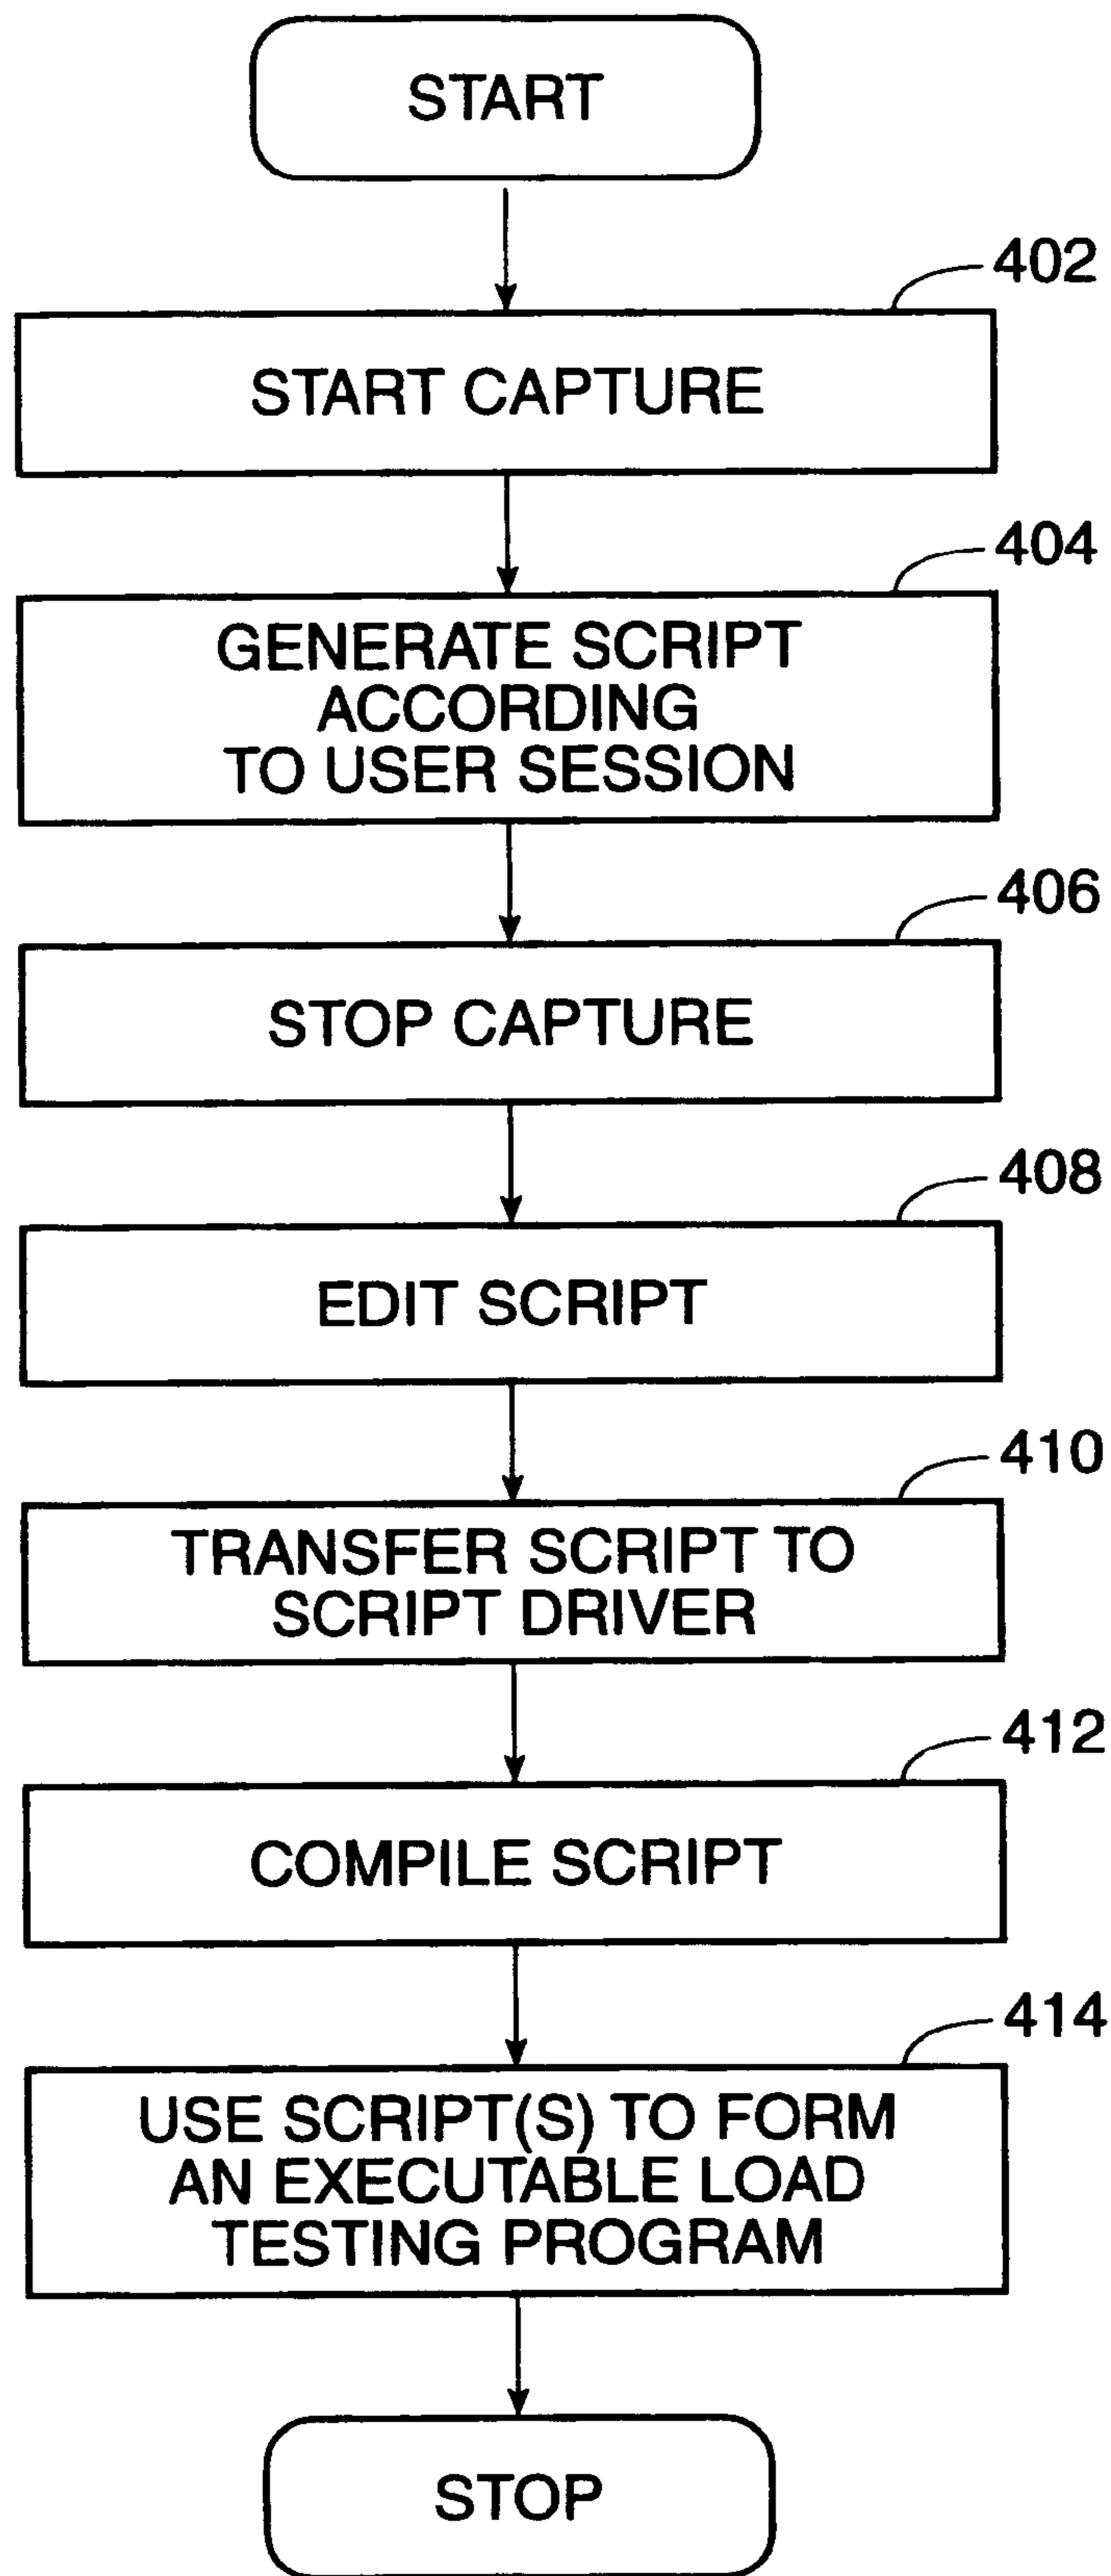 START
402
START CAPTURE
404
GENERATE SCRIPT
ACCORDING
TO USER SESSION
406
STOP CAPTURE
408
EDIT SCRIPT
410
TRANSFER SCRIPT TO
SCRIPT DRIVER
412
COMPILE SCRIPT
414
USE SCRIPT(S) TO FORM
AN EXECUTABLE LOAD
TESTING PROGRAM
STOP